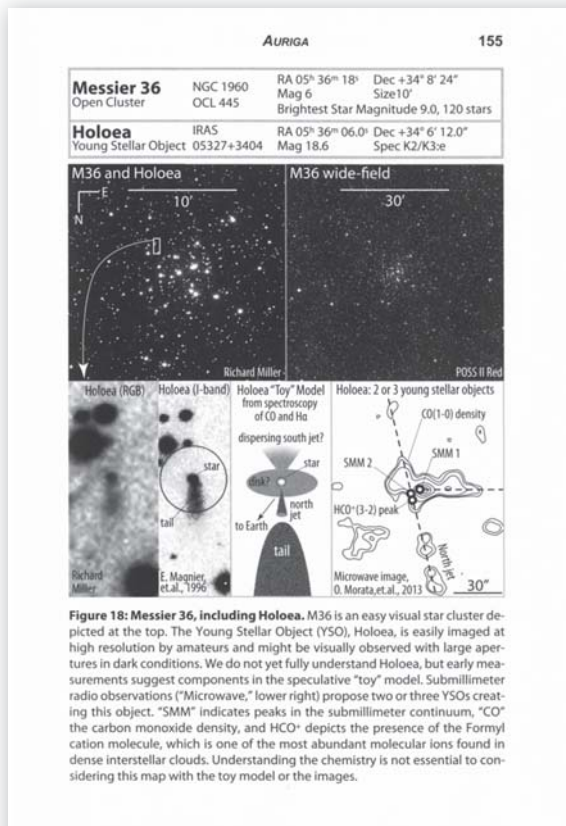 AURIGA 155
Messier 36 NGC 1960 RA 05ʰ 36ᵐ 18ˢ Dec +34° 8' 24"
Open Cluster OCL 445 Mag 6 Size10'
Brightest Star Magnitude 9.0, 120 stars
Holoea IRAS RA 05ʰ 36ᵐ 06.0ˢ Dec +34° 6' 12.0"
Young Stellar Object 05327+3404 Mag 18.6 Spec K2/K3:e
M36 and Holoea
E
N
10'
Richard Miller
M36 wide-field
30'
POSS II Red
Holoea (RGB)
Richard
Miller
Holoea (I-band)
star
tail
E. Magnier,
et.al., 1996
Holoea "Toy" Model
from spectroscopy
of CO and Hα
dispersing south jet?
star
disk?
north
jet
to Earth
tail
Holoea: 2 or 3 young stellar objects
CO(1-0) density
SMM 1
SMM 2
HCO⁺(3-2) peak
North jet
Microwave image,
O. Morata,et.al., 2013
30"
Figure 18: Messier 36, including Holoea. M36 is an easy visual star cluster de-
picted at the top. The Young Stellar Object (YSO), Holoea, is easily imaged at
high resolution by amateurs and might be visually observed with large aper-
tures in dark conditions. We do not yet fully understand Holoea, but early mea-
surements suggest components in the speculative "toy" model. Submillimeter
radio observations ("Microwave," lower right) propose two or three YSOs creat-
ing this object. "SMM" indicates peaks in the submillimeter continuum, "CO"
the carbon monoxide density, and HCO⁺ depicts the presence of the Formyl
cation molecule, which is one of the most abundant molecular ions found in
dense interstellar clouds. Understanding the chemistry is not essential to con-
sidering this map with the toy model or the images.